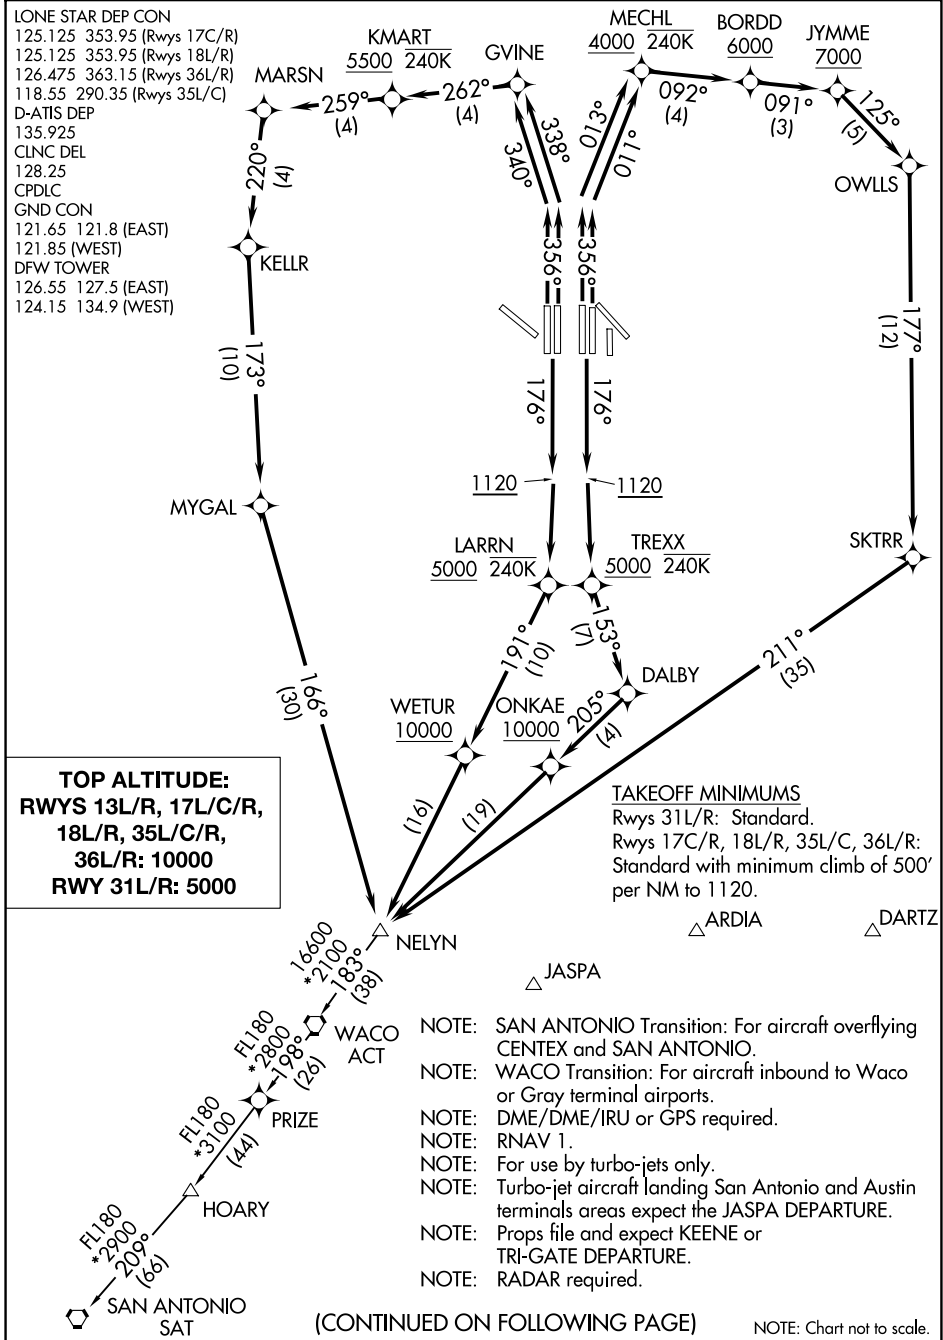 LONE STAR DEP CON
125.125 353.95 (Rwys 17C/R)
125.125 353.95 (Rwys 18L/R)
126.475 363.15 (Rwys 36L/R)
118.55 290.35 (Rwys 35L/C)
D-ATIS DEP
135.925
CLNC DEL
128.25
CPDLC
GND CON
121.65 121.8 (EAST)
121.85 (WEST)
DFW TOWER
126.55 127.5 (EAST)
124.15 134.9 (WEST)
MARSN
KMART
5500 240K
GVINE
MECHL
4000 240K
BORDD
6000
JYMME
7000
259°
(4)
262°
(4)
092°
(4)
091°
(3)
125°
(5)
OWLLS
220°
(4)
KELLR
340°
338°
013°
011°
356°
356°
173°
(10)
177°
(12)
176°
176°
1120
1120
MYGAL
LARRN
5000 240K
TREXX
5000 240K
SKTRR
191°
(10)
153°
(7)
211°
(35)
166°
(30)
WETUR
10000
ONKAE
10000
DALBY
205°
(4)
(16)
(19)
TOP ALTITUDE:
RWYS 13L/R, 17L/C/R,
18L/R, 35L/C/R,
36L/R: 10000
RWY 31L/R: 5000
TAKEOFF MINIMUMS
Rwys 31L/R: Standard.
Rwys 17C/R, 18L/R, 35L/C, 36L/R:
Standard with minimum climb of 500'
per NM to 1120.
NELYN
ARDIA
DARTZ
JASPA
16600
*2100
183°
(38)
WACO
ACT
FL180
*2800
198°
(26)
PRIZE
FL180
*3100
(44)
HOARY
FL180
*2900
209°
(66)
SAN ANTONIO
SAT
NOTE: SAN ANTONIO Transition: For aircraft overflying
CENTEX and SAN ANTONIO.
NOTE: WACO Transition: For aircraft inbound to Waco
or Gray terminal airports.
NOTE: DME/DME/IRU or GPS required.
NOTE: RNAV 1.
NOTE: For use by turbo-jets only.
NOTE: Turbo-jet aircraft landing San Antonio and Austin
terminals areas expect the JASPA DEPARTURE.
NOTE: Props file and expect KEENE or
TRI-GATE DEPARTURE.
NOTE: RADAR required.
(CONTINUED ON FOLLOWING PAGE)
NOTE: Chart not to scale.